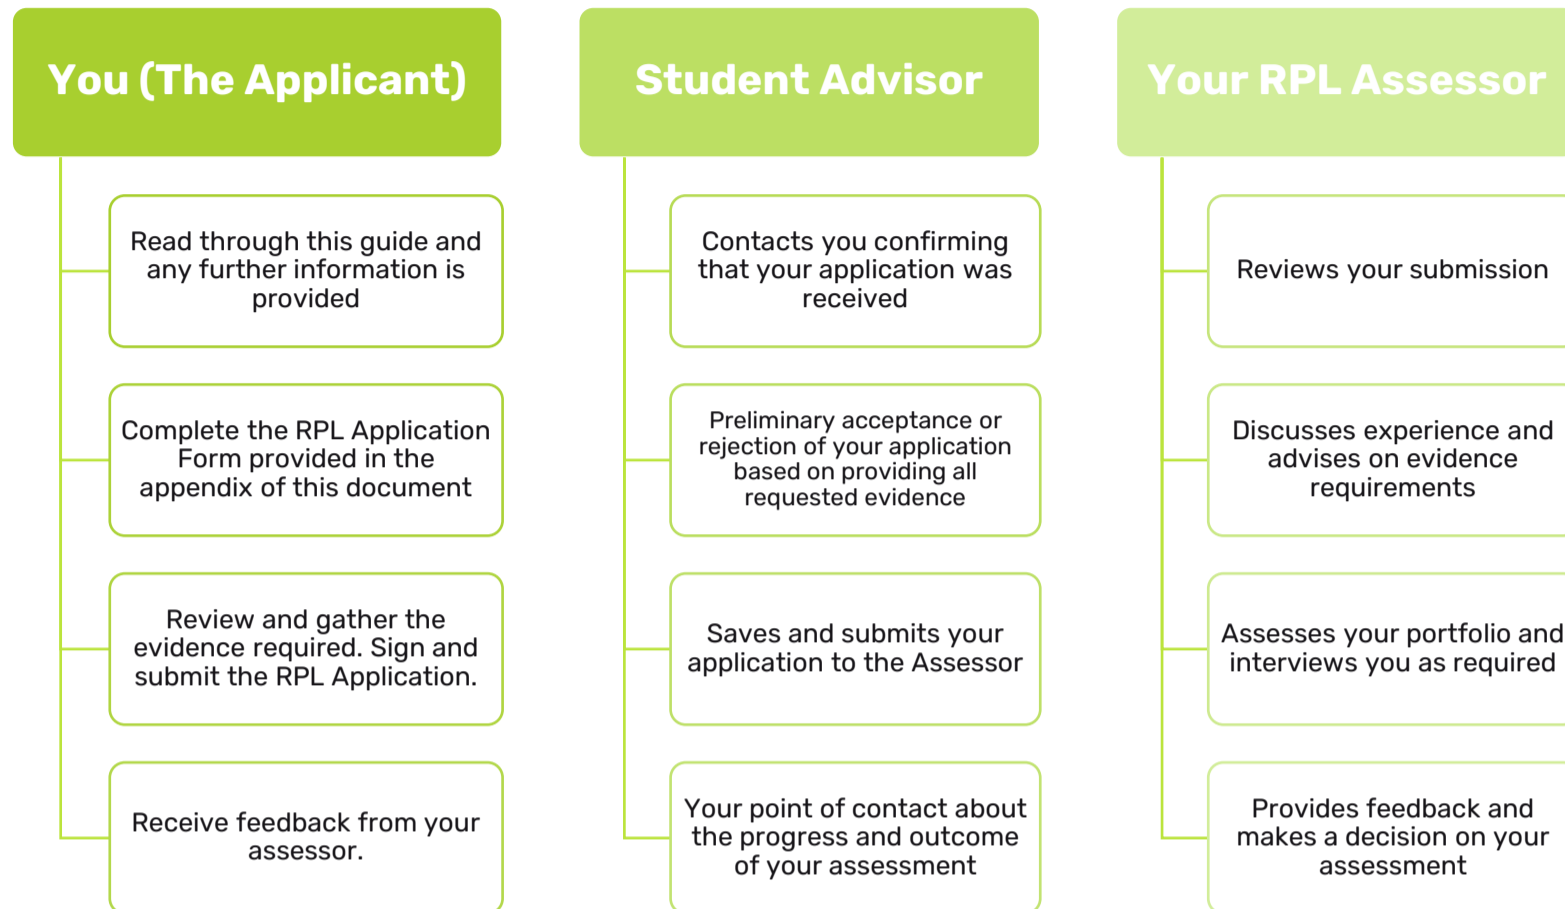 You (The Applicant)
Read through this guide and
any further information is
provided
Complete the RPL Application
Form provided in the
appendix of this document
Review and gather the
evidence required. Sign and
submit the RPL Application.
Receive feedback from your
assessor.
Student Advisor
Contacts you confirming
that your application was
received
Preliminary acceptance or
rejection of your application
based on providing all
requested evidence
Saves and submits your
application to the Assessor
Your point of contact about
the progress and outcome
of your assessment
Your RPL Assessor
Reviews your submission
Discusses experience and
advises on evidence
requirements
Assesses your portfolio and
interviews you as required
Provides feedback and
makes a decision on your
assessment